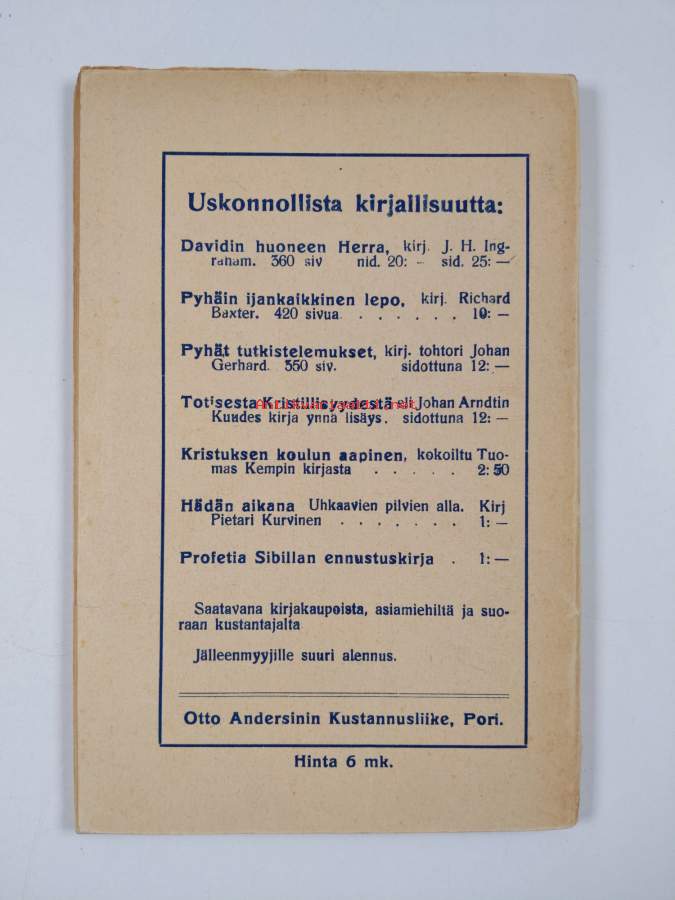 Uskonnollista kirjallisuutta:
Davidin huoneen Herra, kirj. J. H. Ing-
raham. 360 siv nid. 20: – sid. 25: —
Pyhäin ijankaikkinen lepo, kirj. Richard
Baxter. 420 sivua . . . . . . 10: —
Pyhät tutkistelemukset, kirj. tohtori Johan
Gerhard. 550 siv. sidottuna 12: —
Totisesta Kristillisyydestä eli Johan Arndtin
Kuudes kirja ynnä lisäys. sidottuna 12: —
Kristuksen koulun aapinen, kokoiltu Tuo-
mas Kempin kirjasta . . . . . 2: 50
Hädän aikana Uhkaavien pilvien alla. Kirj
Pietari Kurvinen . . . . . . . 1: —
Profetia Sibillan ennustuskirja . 1: —
Saatavana kirjakaupoista, asiamiehiltä ja suo-
raan kustantajalta
Jälleenmyyjille suuri alennus.
Otto Andersinin Kustannusliike, Pori.
Hinta 6 mk.